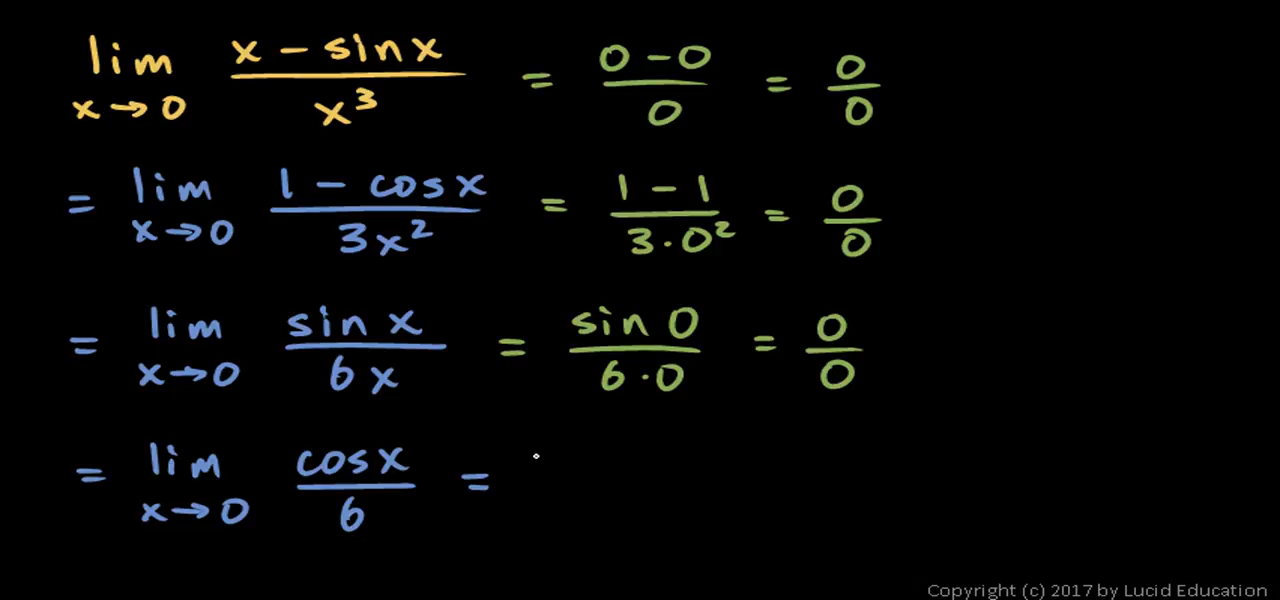 lim x→0 (x - sin x)/x³ = (0 - 0)/0 = 0/0
= lim x→0 (1 - cos x)/(3x²) = (1 - 1)/(3·0²) = 0/0
= lim x→0 (sin x)/(6x) = (sin 0)/(6·0) = 0/0
= lim x→0 (cos x)/6 =
Copyright (c) 2017 by Lucid Education